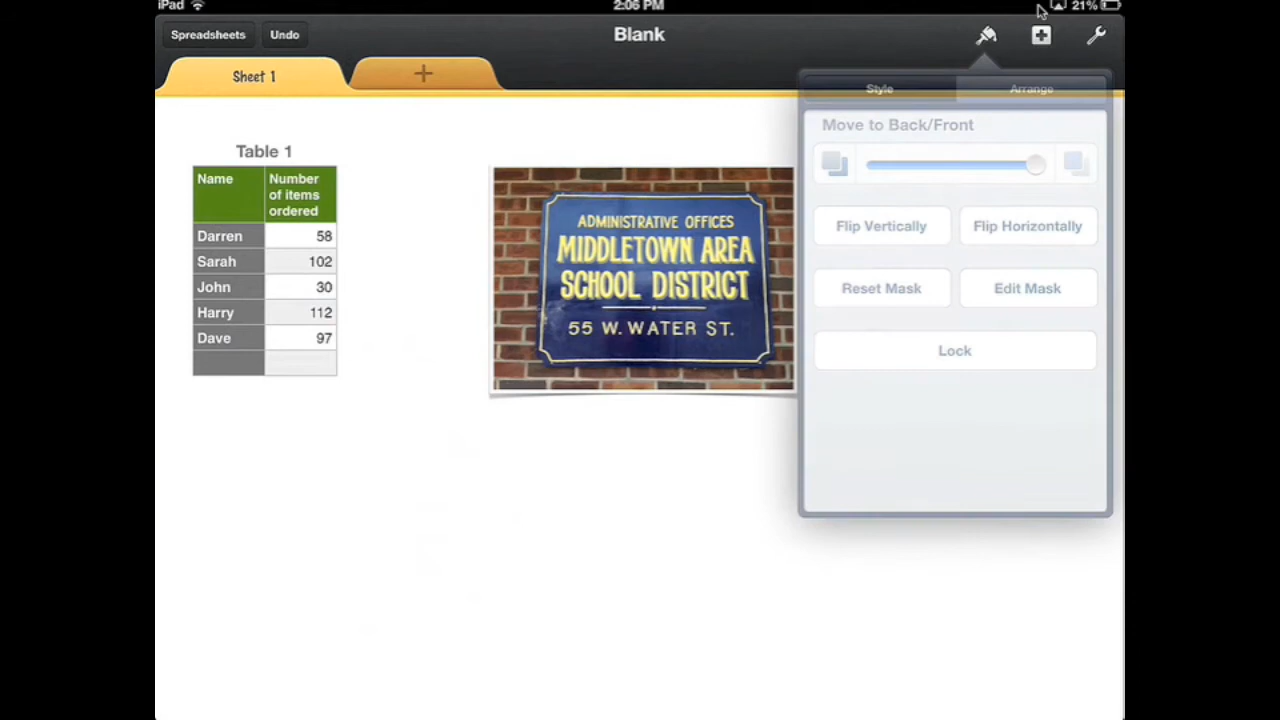 iPad
2:06 PM
21%
Spreadsheets
Undo
Blank
Sheet 1
+
Style
Arrange
Move to Back/Front
Flip Vertically
Flip Horizontally
Reset Mask
Edit Mask
Lock
Table 1
Name
Number
of items
ordered
Darren 58
Sarah 102
John 30
Harry 112
Dave 97
ADMINISTRATIVE OFFICES
MIDDLETOWN AREA
SCHOOL DISTRICT
55 W. WATER ST.